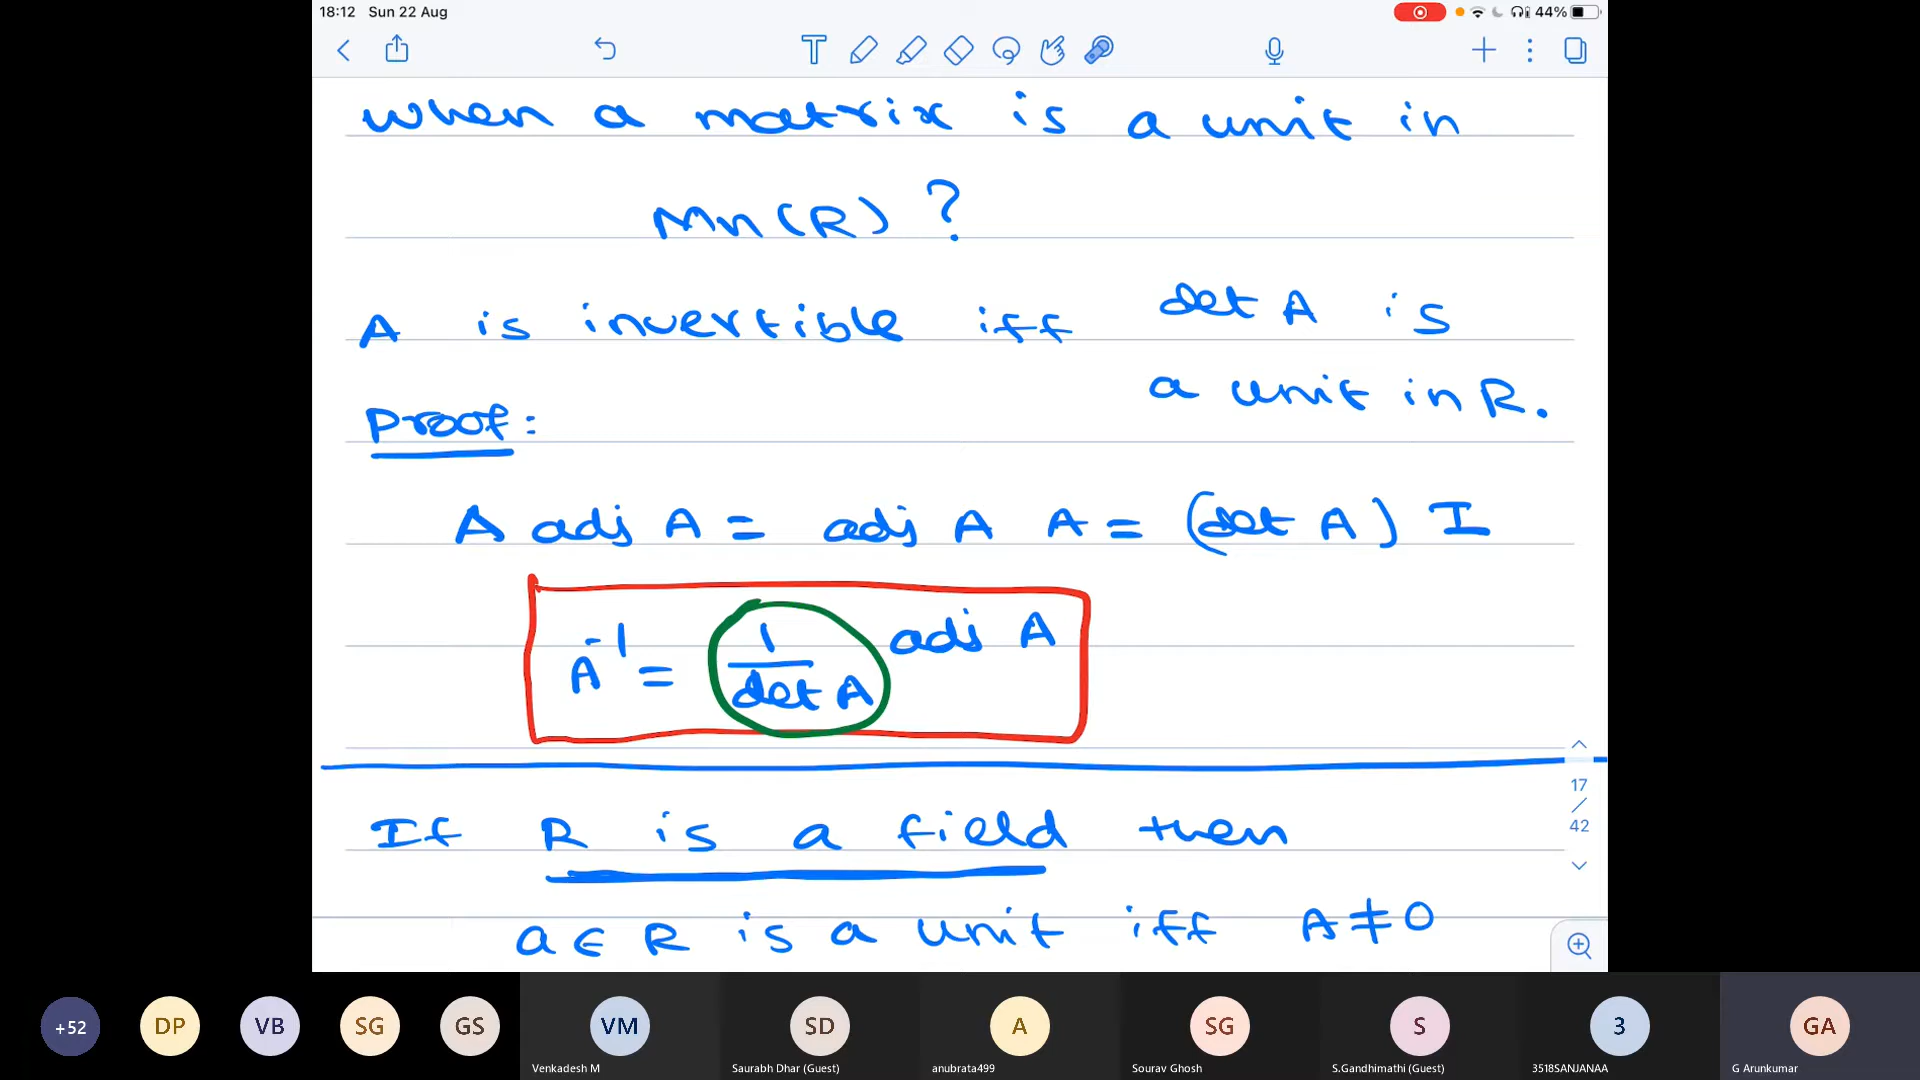 18:12 Sun 22 Aug
44%
when a matrix is a unit in
Mn(R) ?
A is invertible iff det A is
a unit in R.
Proof:
A adj A = adj A A = (det A) I
A⁻¹ = 1/det A adj A
17
/
42
If R is a field then
a ∈ R is a unit iff A ≠ 0
+52 DP VB SG GS VM SD A SG S 3 GA
Venkadesh M Saurabh Dhar (Guest) anubrata499 Sourav Ghosh S.Gandhimathi (Guest) 3518SANJANAA G Arunkumar